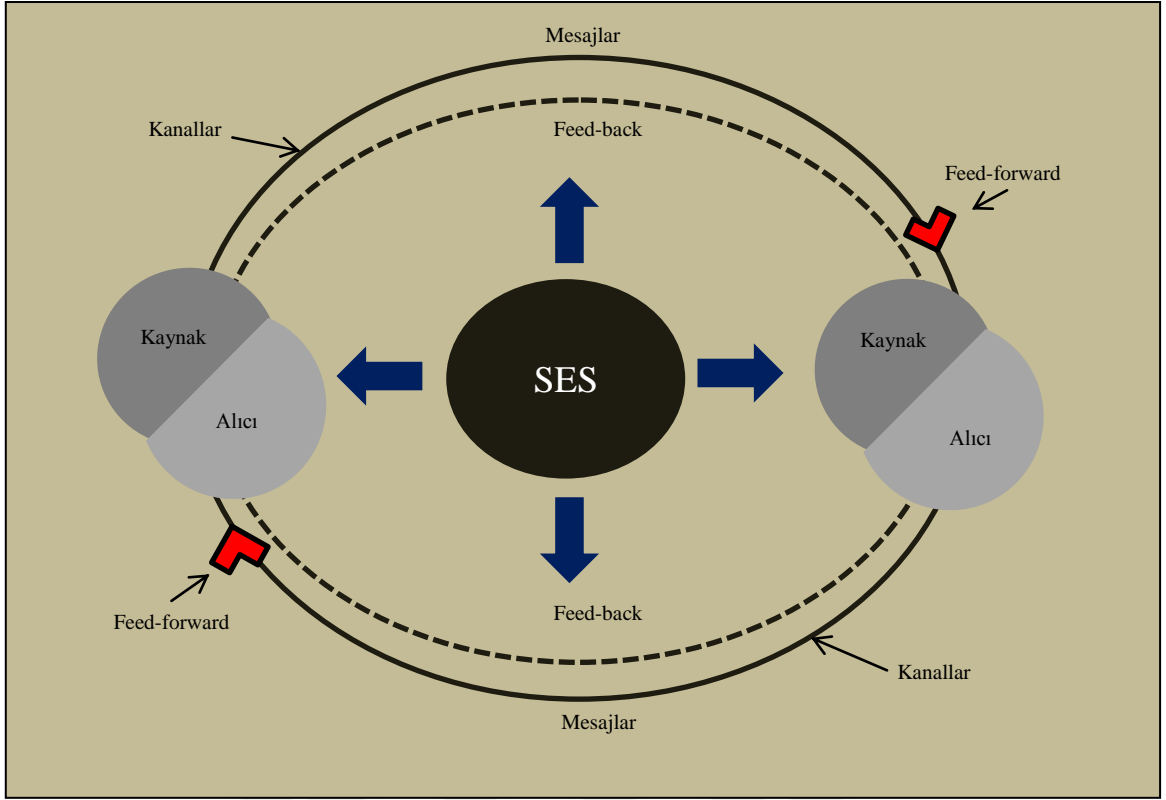 Mesajlar
Kanallar
Feed-back
Feed-forward
Kaynak
Kaynak
SES
Alıcı
Alıcı
Feed-back
Feed-forward
Kanallar
Mesajlar